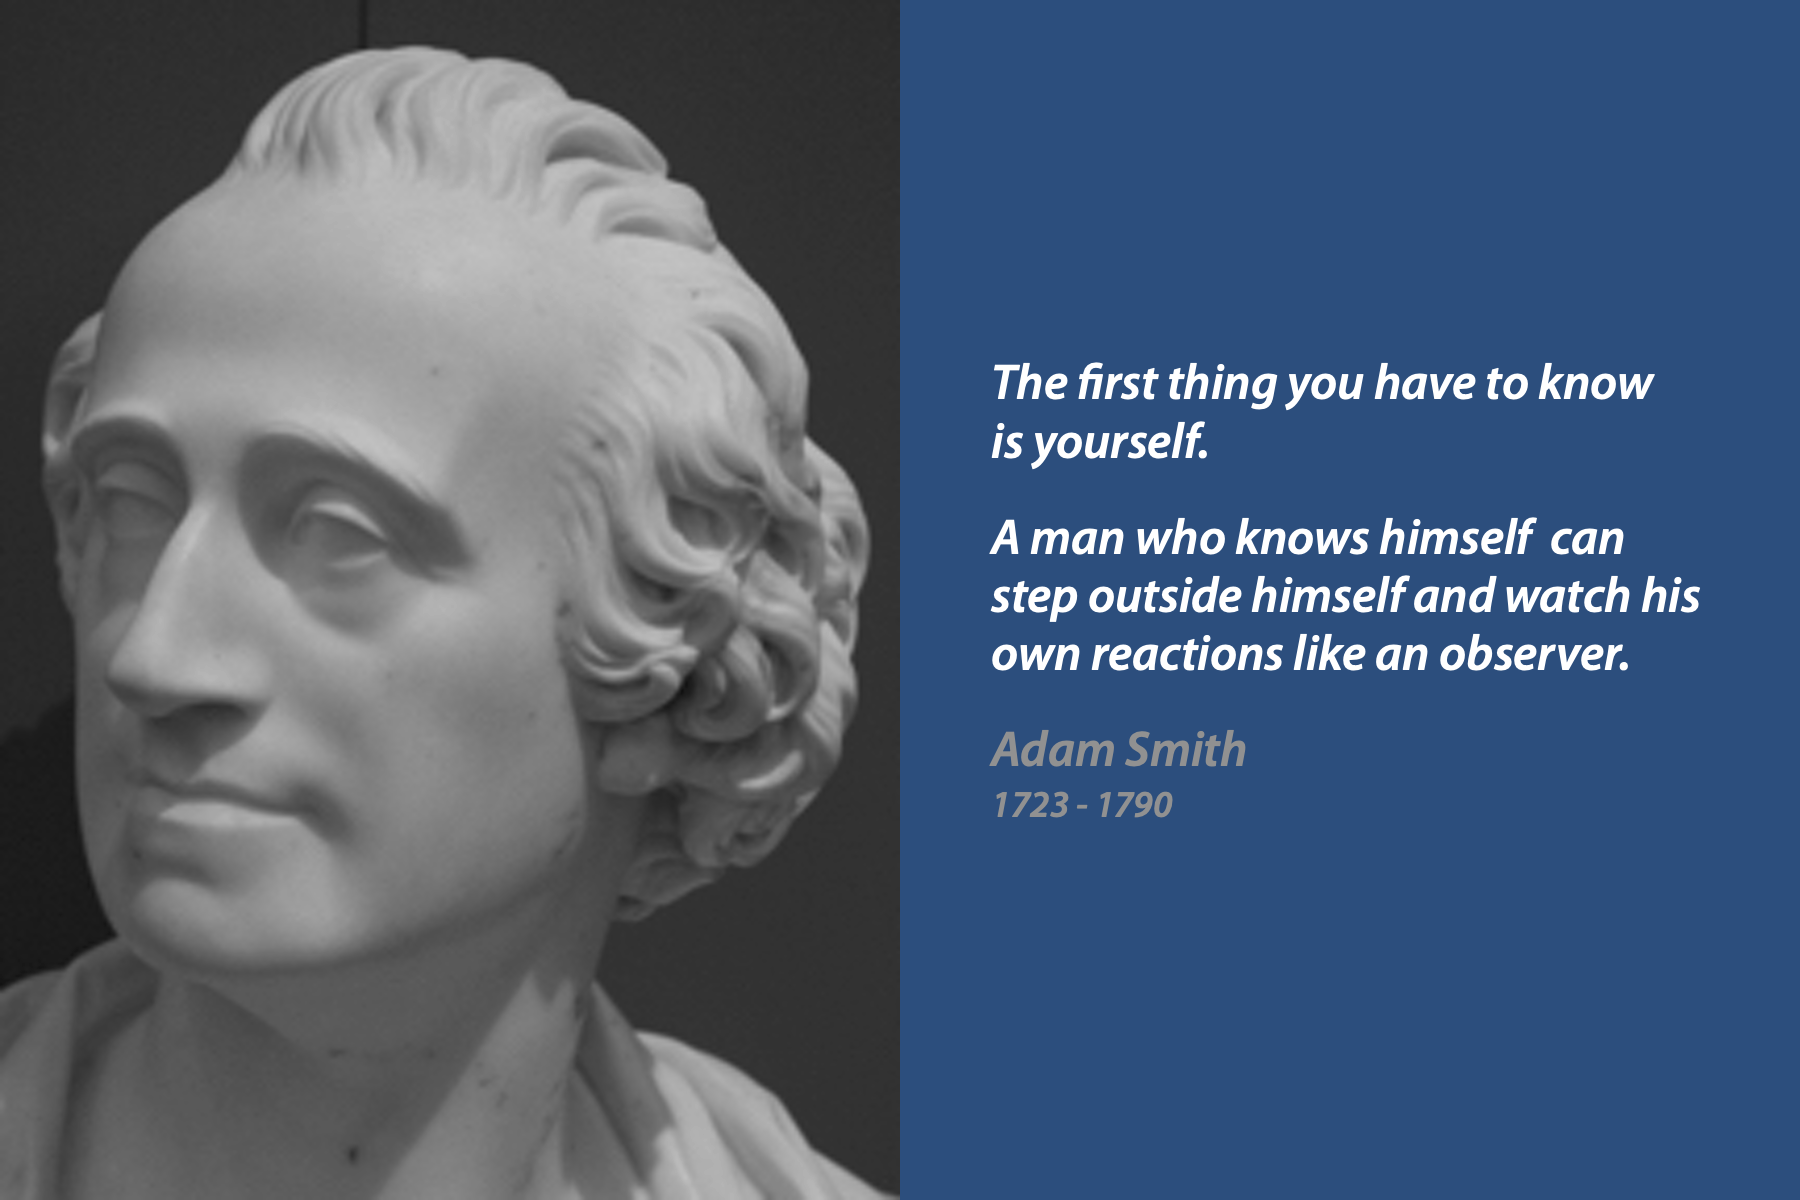 The first thing you have to know
is yourself.
A man who knows himself  can
step outside himself and watch his
own reactions like an observer.
Adam Smith
1723 - 1790